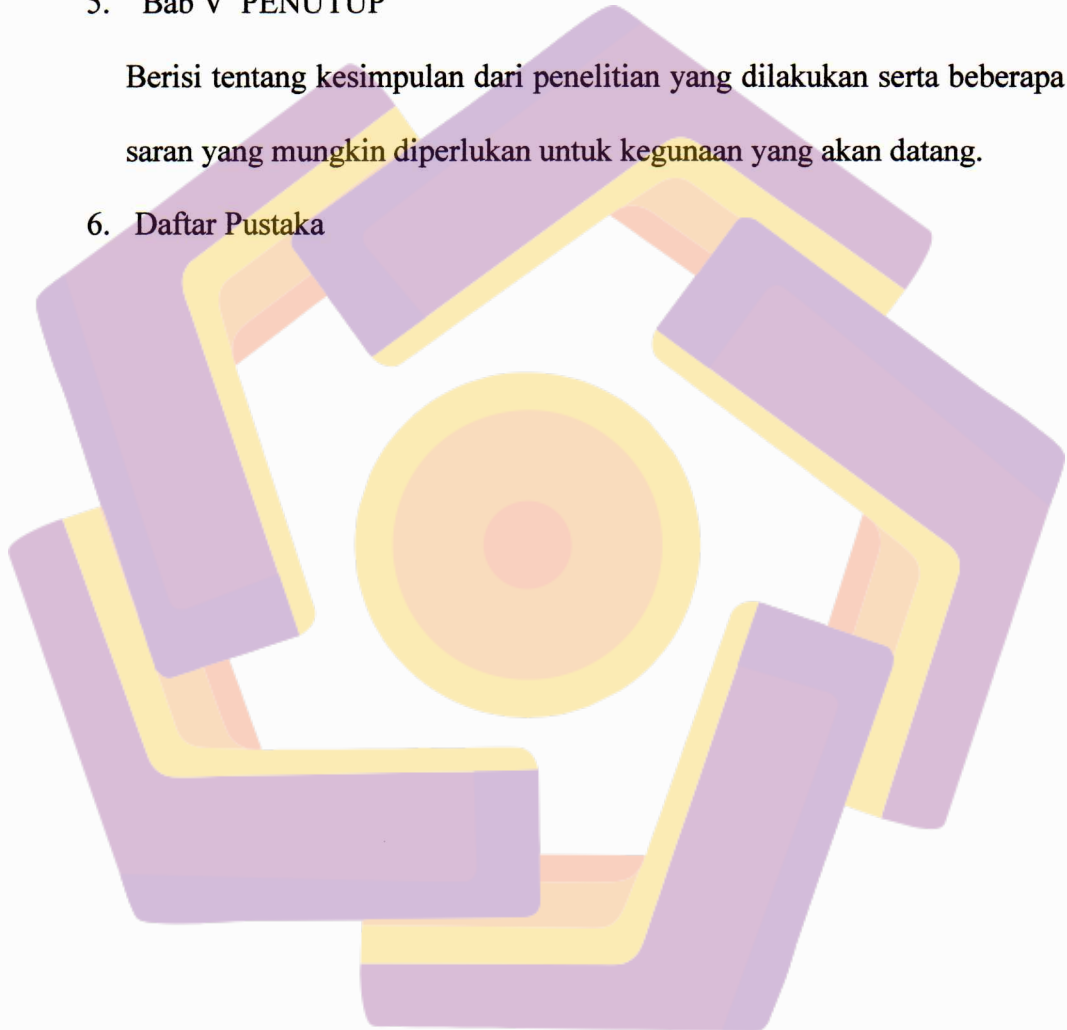 5. Bab V PENUTUP
Berisi tentang kesimpulan dari penelitian yang dilakukan serta beberapa
saran yang mungkin diperlukan untuk kegunaan yang akan datang.
6. Daftar Pustaka